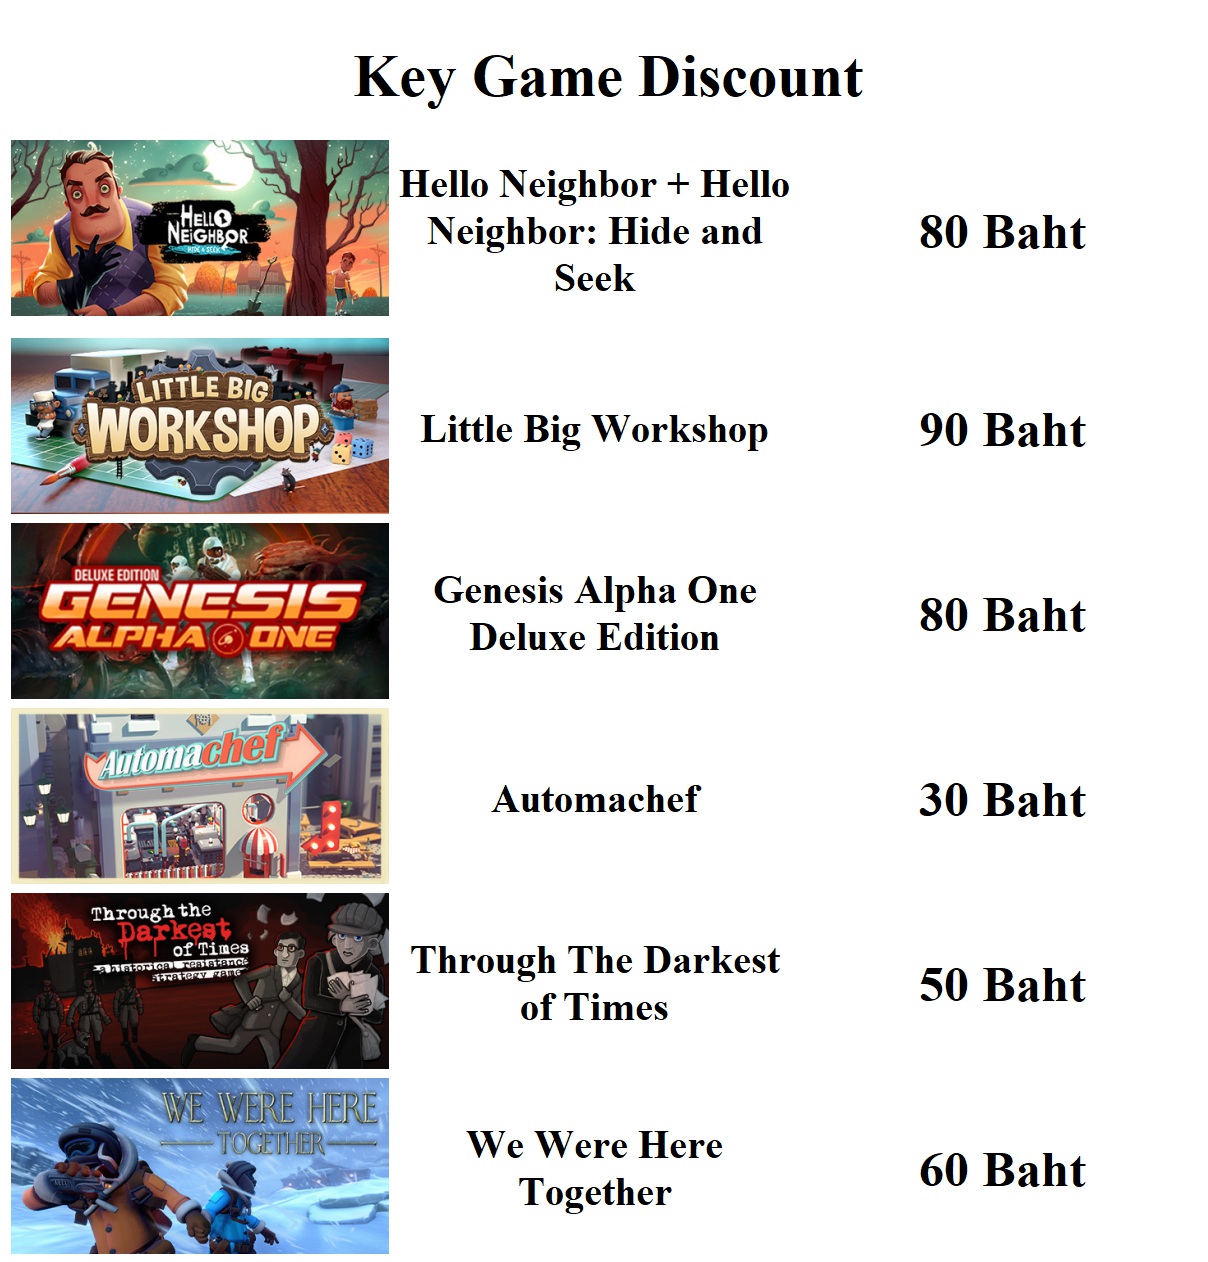 Key Game Discount
HELLO
NEIGHBOR
HIDE & SEEK
Hello Neighbor + Hello
Neighbor: Hide and
Seek
80 Baht
LITTLE BIG
WORKSHOP
Little Big Workshop
90 Baht
DELUXE EDITION
GENESIS
ALPHA ONE
Genesis Alpha One
Deluxe Edition
80 Baht
Automachef
Automachef
30 Baht
Through the
Darkest
of Times
a historical resistance
strategy game
Through The Darkest
of Times
50 Baht
WE WERE HERE
TOGETHER
We Were Here
Together
60 Baht